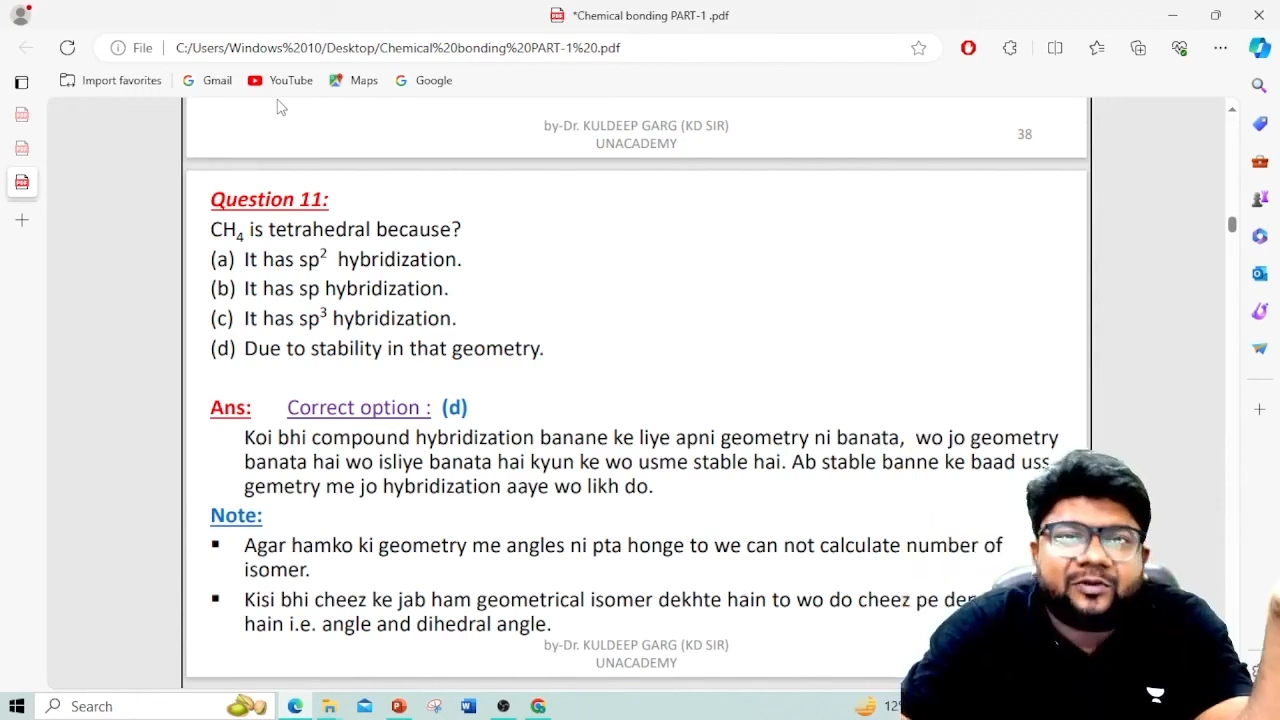 *Chemical bonding PART-1 .pdf
File
C:/Users/Windows%2010/Desktop/Chemical%20bonding%20PART-1%20.pdf
Import favorites
Gmail
YouTube
Maps
Google
by-Dr. KULDEEP GARG (KD SIR)
UNACADEMY
38
Question 11:
CH₄ is tetrahedral because?
(a) It has sp² hybridization.
(b) It has sp hybridization.
(c) It has sp³ hybridization.
(d) Due to stability in that geometry.
Ans: Correct option : (d)
Koi bhi compound hybridization banane ke liye apni geometry ni banata, wo jo geometry
banata hai wo isliye banata hai kyun ke wo usme stable hai. Ab stable banne ke baad uss
gemetry me jo hybridization aaye wo likh do.
Note:
▪ Agar hamko ki geometry me angles ni pta honge to we can not calculate number of
isomer.
▪ Kisi bhi cheez ke jab ham geometrical isomer dekhte hain to wo do cheez pe
hain i.e. angle and dihedral angle.
by-Dr. KULDEEP GARG (KD SIR)
UNACADEMY
Search